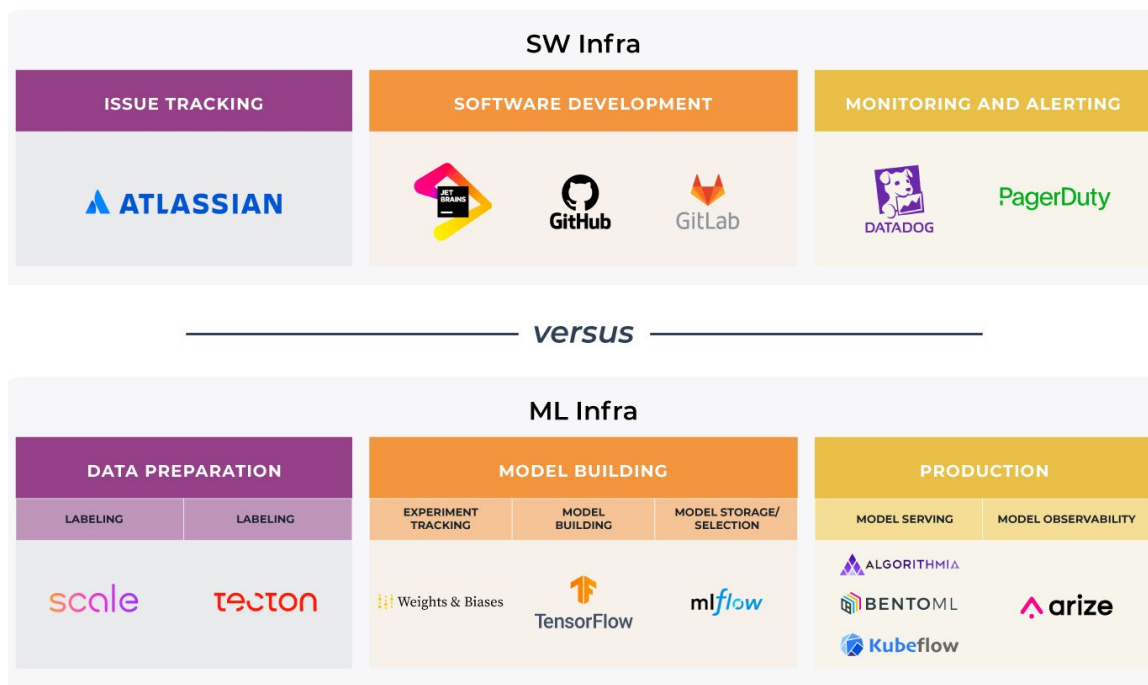 SW Infra
ISSUE TRACKING
SOFTWARE DEVELOPMENT
MONITORING AND ALERTING
ATLASSIAN
JET
BRAINS
GitHub
GitLab
DATADOG
PagerDuty
versus
ML Infra
DATA PREPARATION
MODEL BUILDING
PRODUCTION
LABELING
LABELING
EXPERIMENT
TRACKING
MODEL
BUILDING
MODEL STORAGE/
SELECTION
MODEL SERVING
MODEL OBSERVABILITY
scale
tecton
Weights & Biases
TensorFlow
mlflow
ALGORITHMIA
BENTOML
Kubeflow
arize